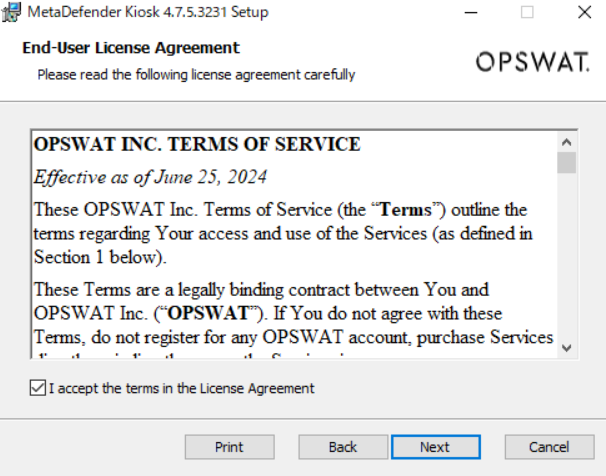 MetaDefender Kiosk 4.7.5.3231 Setup
End-User License Agreement
Please read the following license agreement carefully
OPSWAT.
OPSWAT INC. TERMS OF SERVICE
Effective as of June 25, 2024
These OPSWAT Inc. Terms of Service (the “Terms”) outline the
terms regarding Your access and use of the Services (as defined in
Section 1 below).
These Terms are a legally binding contract between You and
OPSWAT Inc. (“OPSWAT”). If You do not agree with these
Terms, do not register for any OPSWAT account, purchase Services
I accept the terms in the License Agreement
Print
Back
Next
Cancel